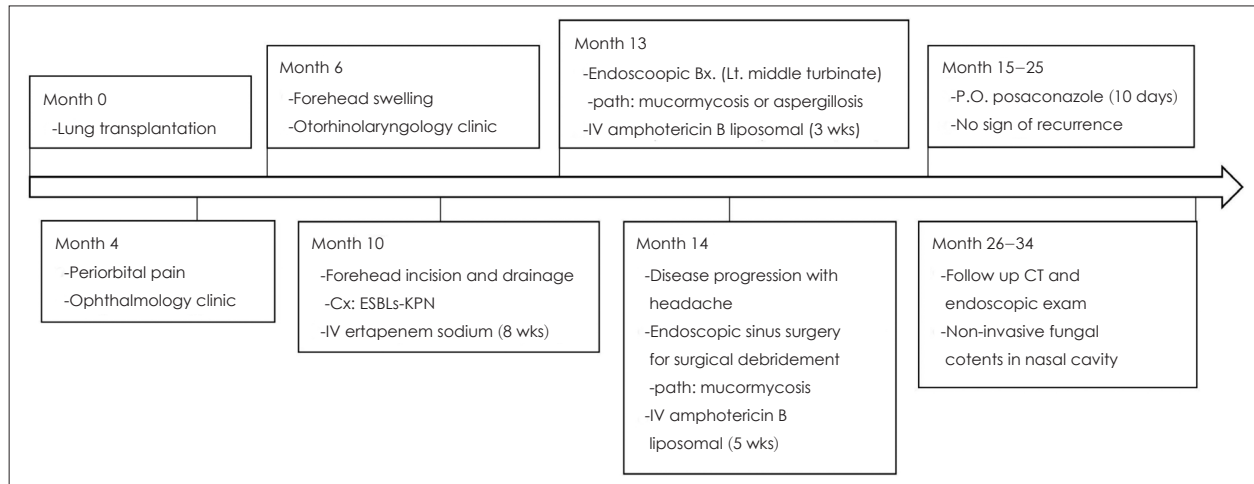 Month 0
-Lung transplantation
Month 6
-Forehead swelling
-Otorhinolaryngology clinic
Month 13
-Endoscoopic Bx. (Lt. middle turbinate)
-path: mucormycosis or aspergillosis
-IV amphotericin B liposomal (3 wks)
Month 15–25
-P.O. posaconazole (10 days)
-No sign of recurrence
Month 4
-Periorbital pain
-Ophthalmology clinic
Month 10
-Forehead incision and drainage
-Cx: ESBLs-KPN
-IV ertapenem sodium (8 wks)
Month 14
-Disease progression with
headache
-Endoscopic sinus surgery
for surgical debridement
-path: mucormycosis
-IV amphotericin B
liposomal (5 wks)
Month 26–34
-Follow up CT and
endoscopic exam
-Non-invasive fungal
cotents in nasal cavity